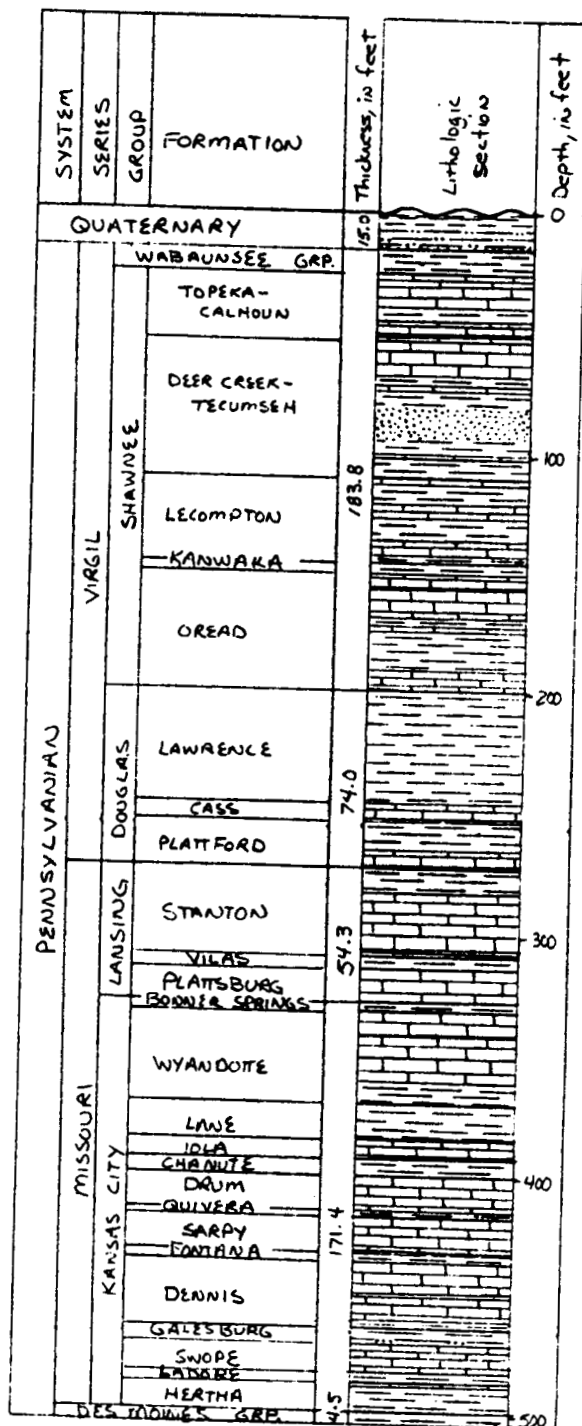 SYSTEM
SERIES
GROUP
FORMATION
Thickness, in feet
Lithologic
section
Depth, in feet
0
QUATERNARY
15.0
WABAUNSEE GRP.
TOPEKA-
CALHOUN
DEER CREEK-
TECUMSEH
100
SHAWNEE
183.8
LECOMPTON
KANWAKA
VIRGIL
OREAD
200
LAWRENCE
DOUGLAS
74.0
CASS
PLATTFORD
PENNSYLVANIAN
LANSING
STANTON
54.3
300
VILAS
PLATTSBURG
BONNER SPRINGS
WYANDOTTE
MISSOURI
LANE
IOLA
CHANUTE
400
DRUM
QUIVERA
KANSAS CITY
171.4
SARPY
FONTANA
DENNIS
GALESBURG
SWOPE
LADORE
HERTHA
DES MOINES GRP.
500